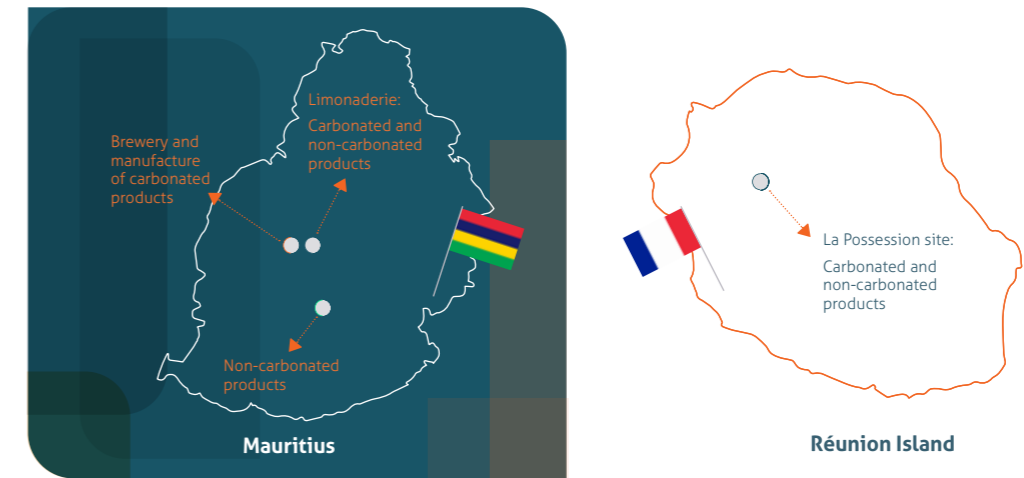 Limonaderie:
Carbonated and
non-carbonated
products
Brewery and
manufacture
of carbonated
products
Non-carbonated
products
Mauritius
La Possession site:
Carbonated and
non-carbonated
products
Réunion Island